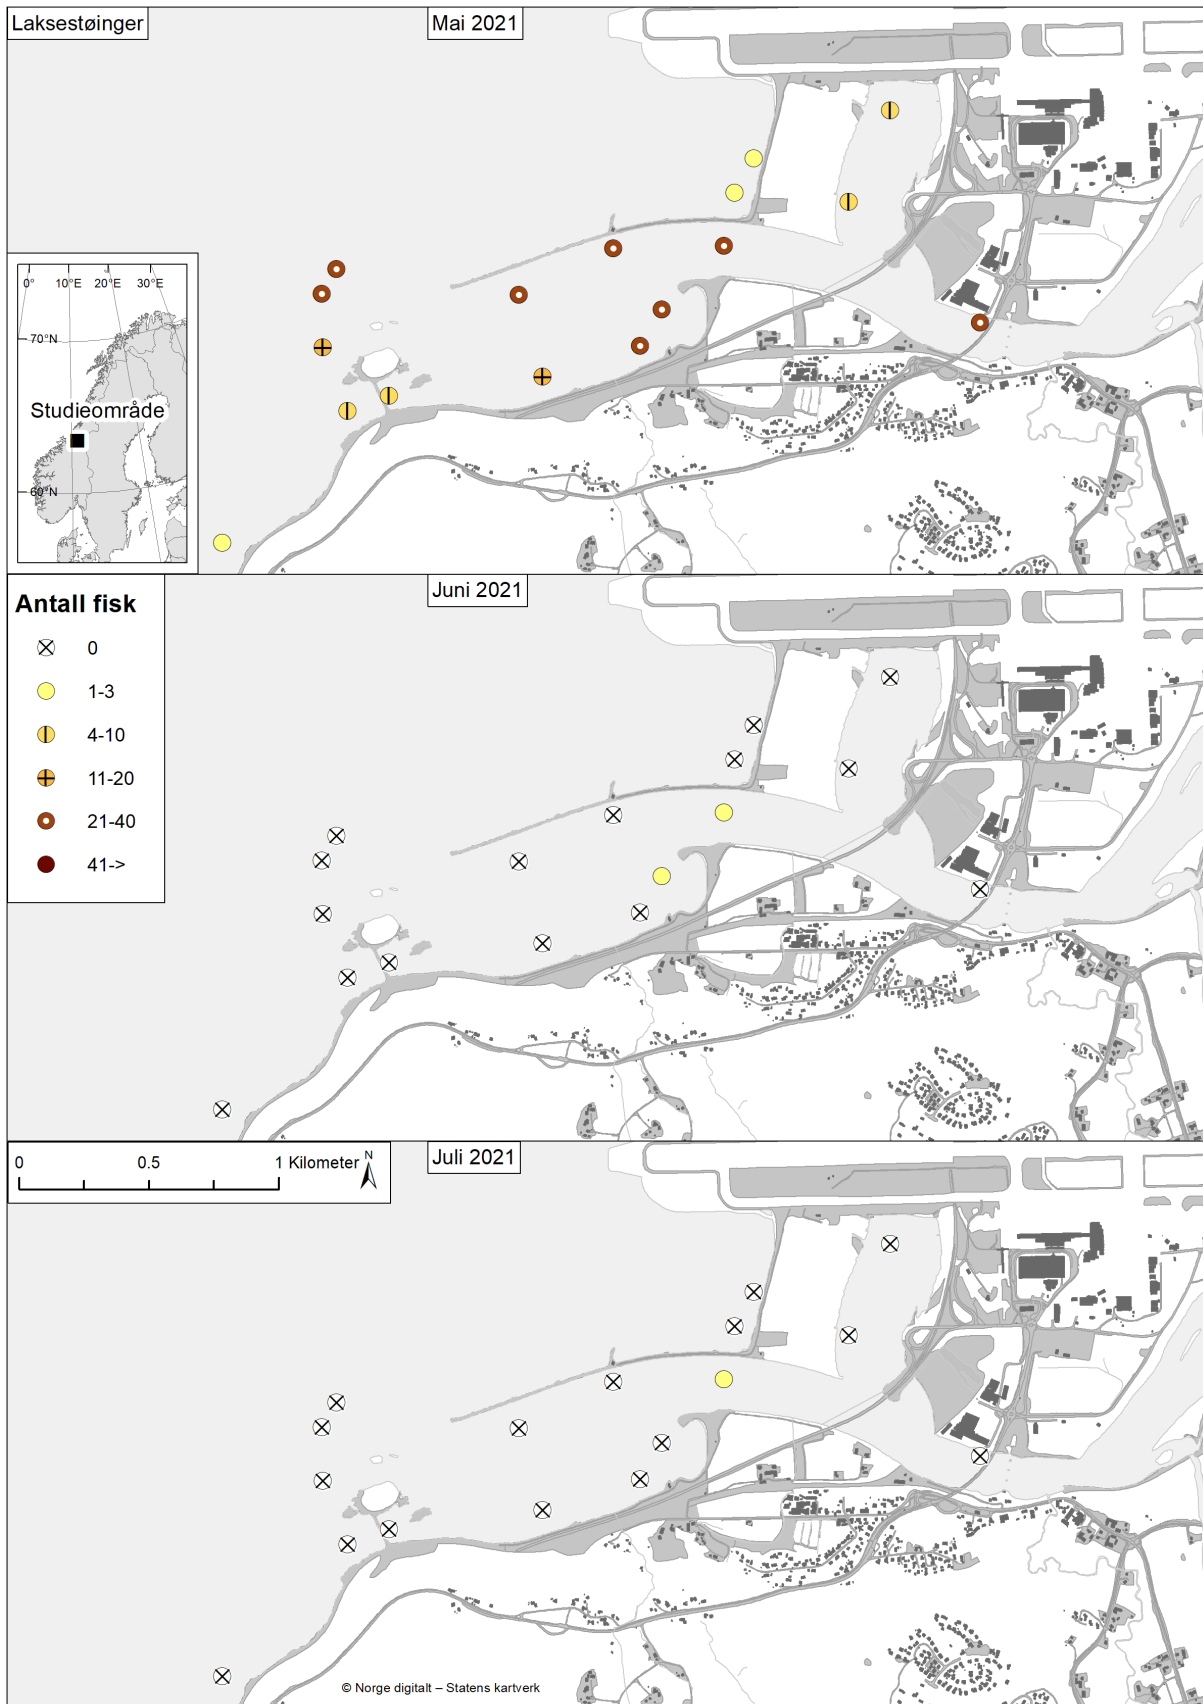 Laksestøinger
Mai 2021
0° 10°E 20°E 30°E
70°N
Studieområde
60°N
Juni 2021
Antall fisk
0
1-3
4-10
11-20
21-40
41->
Juli 2021
0 0.5 1 Kilometer N
© Norge digitalt – Statens kartverk